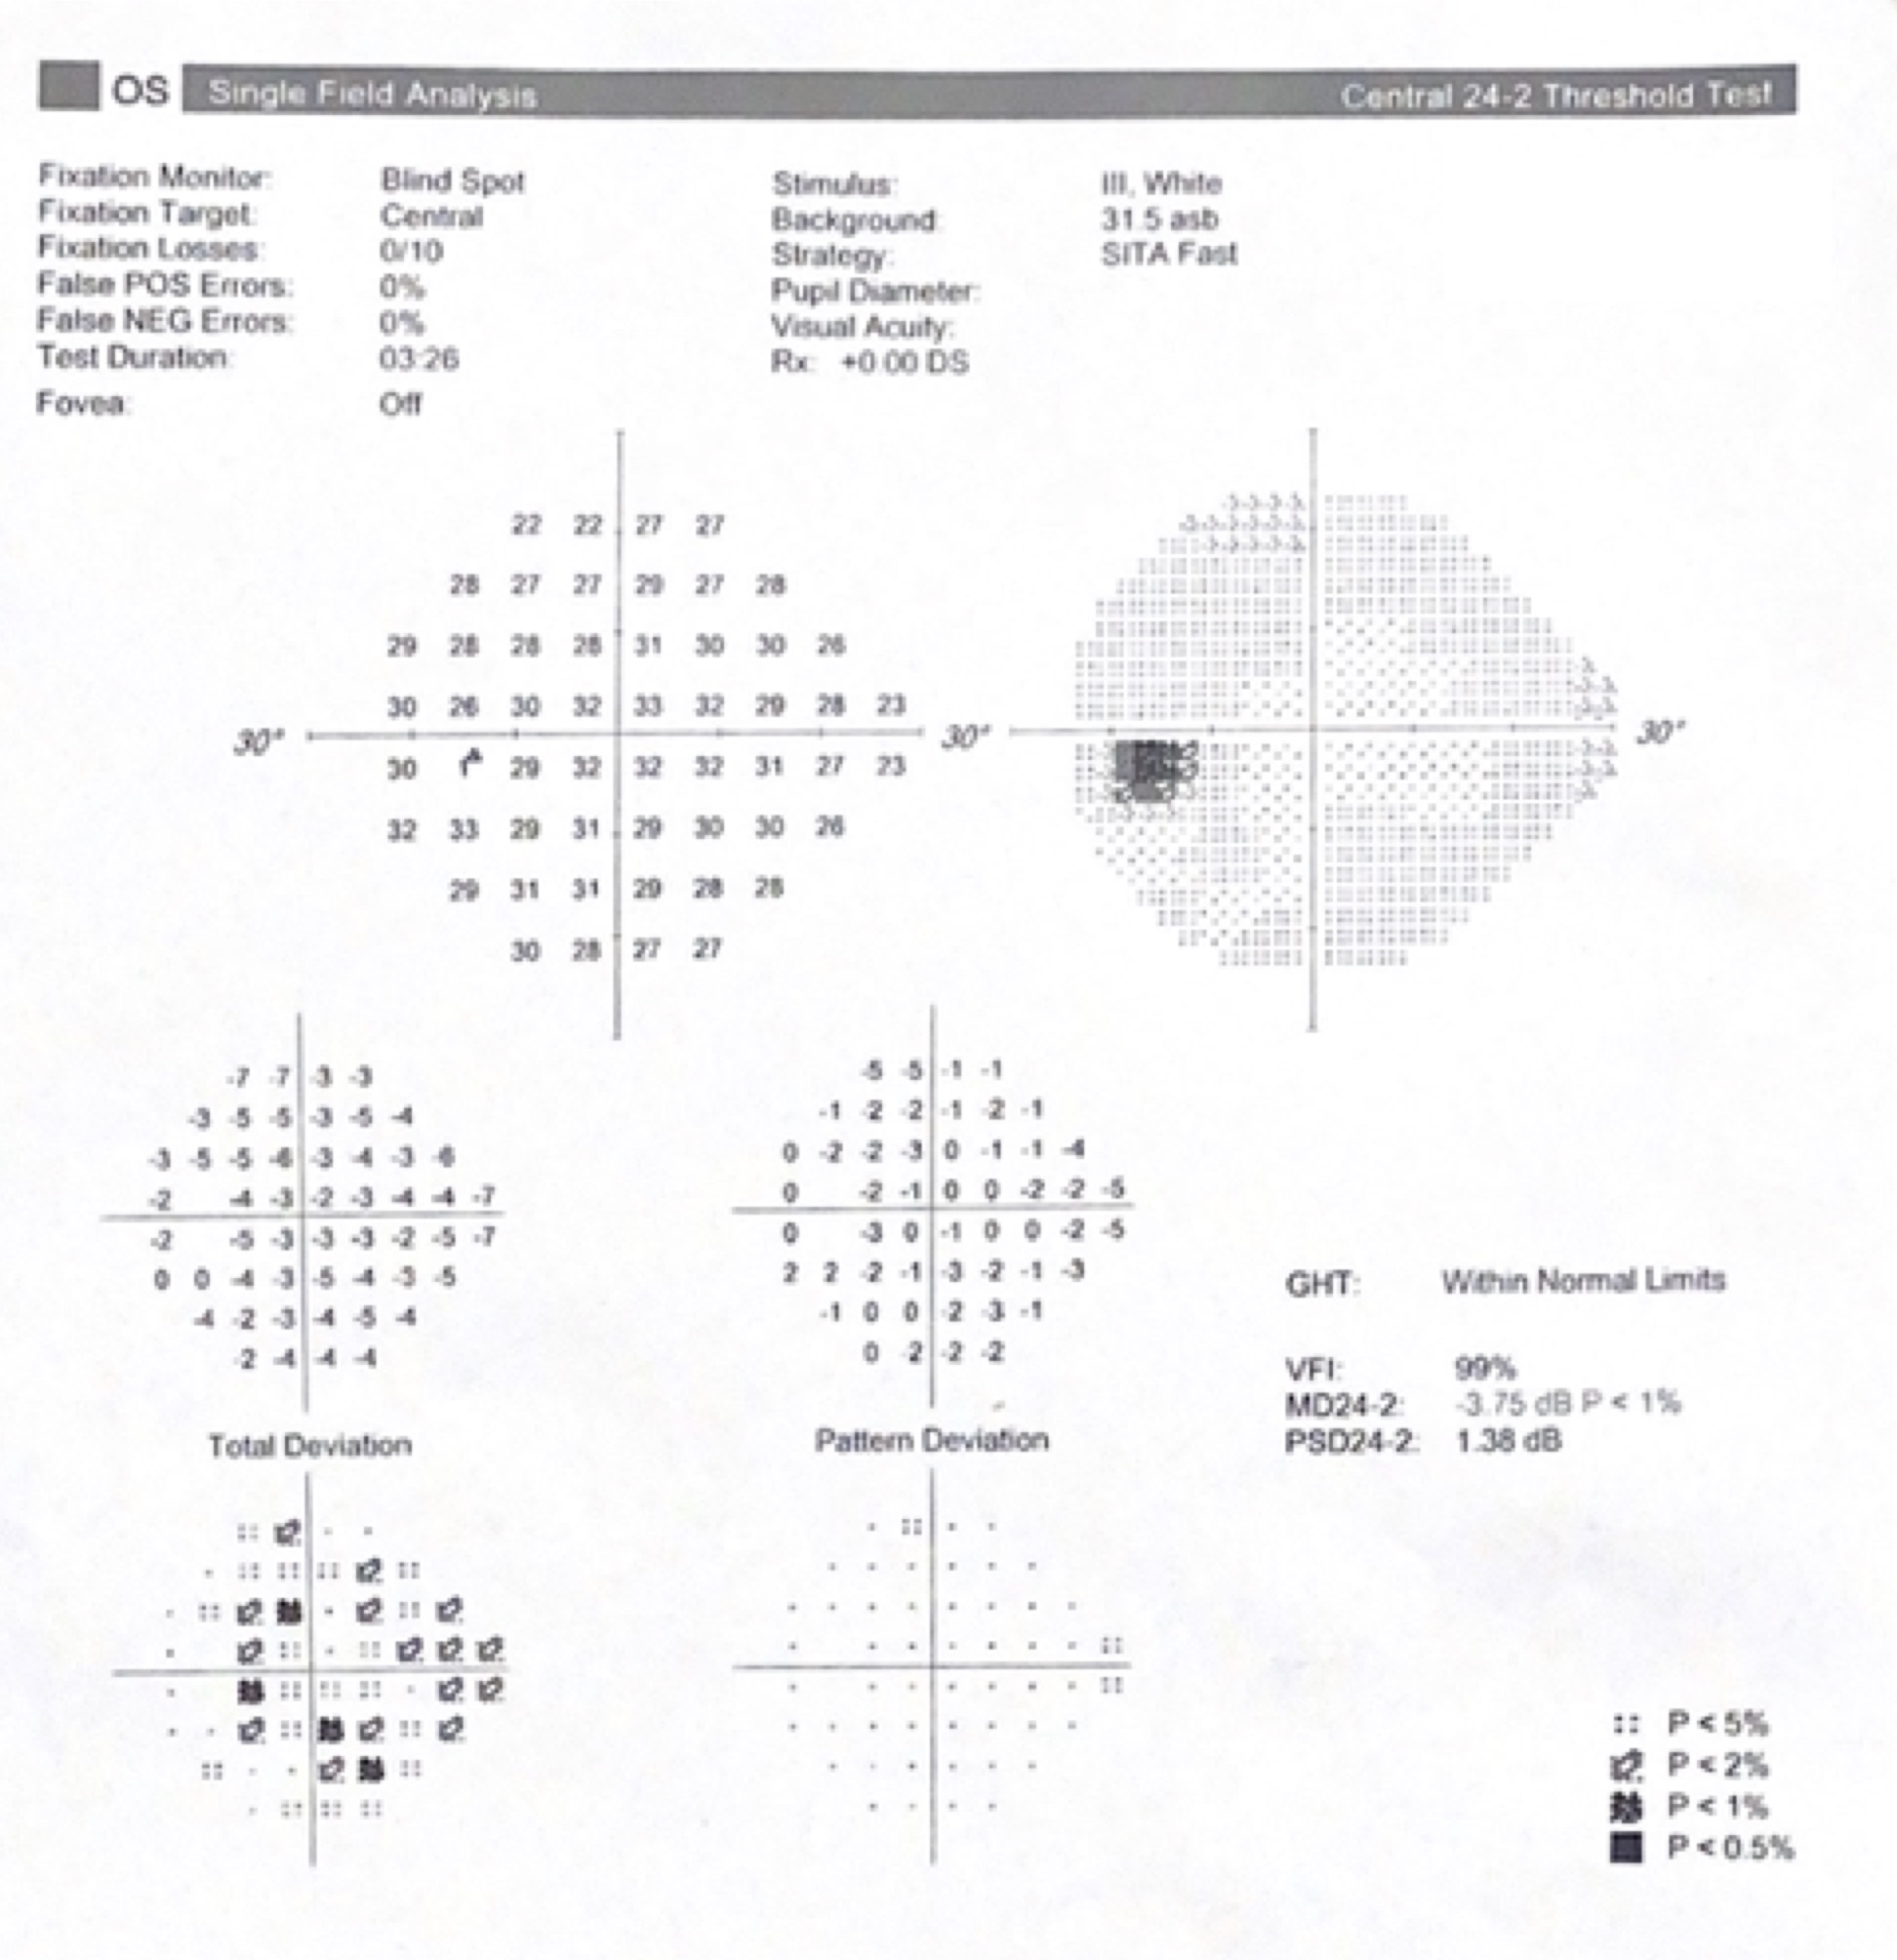 OS Single Field Analysis Central 24-2 Threshold Test
Fixation Monitor: Blind Spot Stimulus: III, White
Fixation Target: Central Background: 31.5 asb
Fixation Losses: 0/10 Strategy: SITA Fast
False POS Errors: 0% Pupil Diameter:
False NEG Errors: 0% Visual Acuity:
Test Duration: 03:26 Rx: +0.00 DS
Fovea: Off
22 22 27 27
28 27 27 29 27 28
29 28 28 28 31 30 30 26
30 26 30 32 33 32 29 28 23
30° 30° 30°
30 29 32 32 32 31 27 23
32 33 29 31 29 30 30 26
29 31 31 29 28 28
30 28 27 27
-7 -7 -3 -3
-3 -5 -5 -3 -5 -4
-3 -5 -5 -6 -3 -4 -3 -6
-2 -4 -3 -2 -3 -4 -4 -7
-2 -5 -3 -3 -3 -2 -5 -7
0 0 -4 -3 -5 -4 -3 -5
-4 -2 -3 -4 -5 -4
-2 -4 -4 -4
Total Deviation
-5 -5 -1 -1
-1 -2 -2 -1 -2 -1
0 -2 -2 -3 0 -1 -1 -4
0 -2 -1 0 0 -2 -2 -5
0 -3 0 -1 0 0 -2 -5
2 2 -2 -1 -3 -2 -1 -3
-1 0 0 -2 -3 -1
0 -2 -2 -2
Pattern Deviation
GHT: Within Normal Limits
VFI: 99%
MD24-2: -3.75 dB P < 1%
PSD24-2: 1.38 dB
P < 5%
P < 2%
P < 1%
P < 0.5%